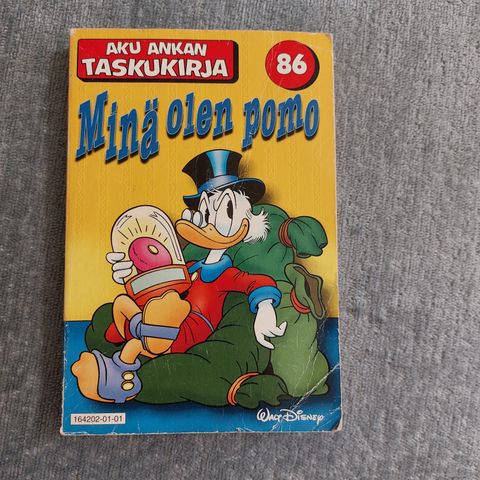 AKU ANKAN
TASKUKIRJA
86
Minä olen pomo
WALT DISNEY
164202-01-01